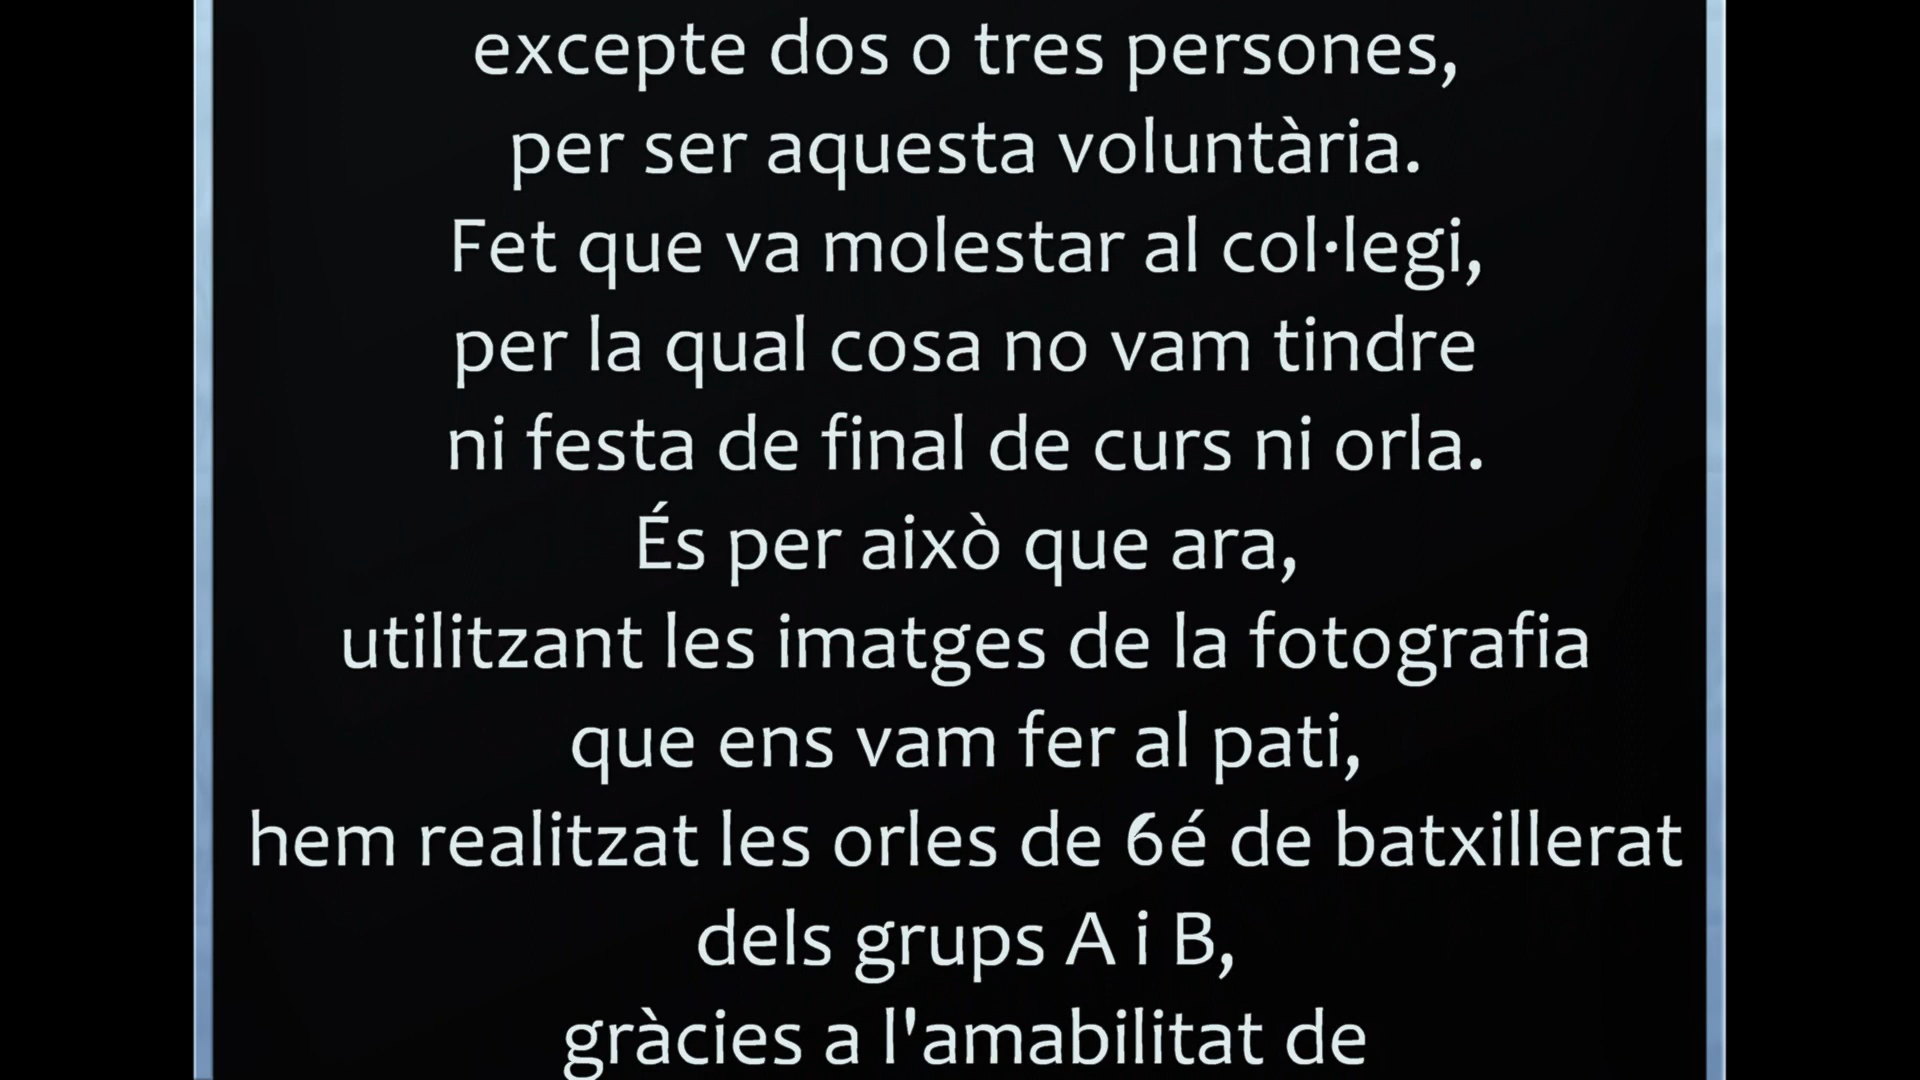 excepte dos o tres persones,
per ser aquesta voluntària.
Fet que va molestar al col·legi,
per la qual cosa no vam tindre
ni festa de final de curs ni orla.
És per això que ara,
utilitzant les imatges de la fotografia
que ens vam fer al pati,
hem realitzat les orles de 6é de batxillerat
dels grups A i B,
gràcies a l'amabilitat de